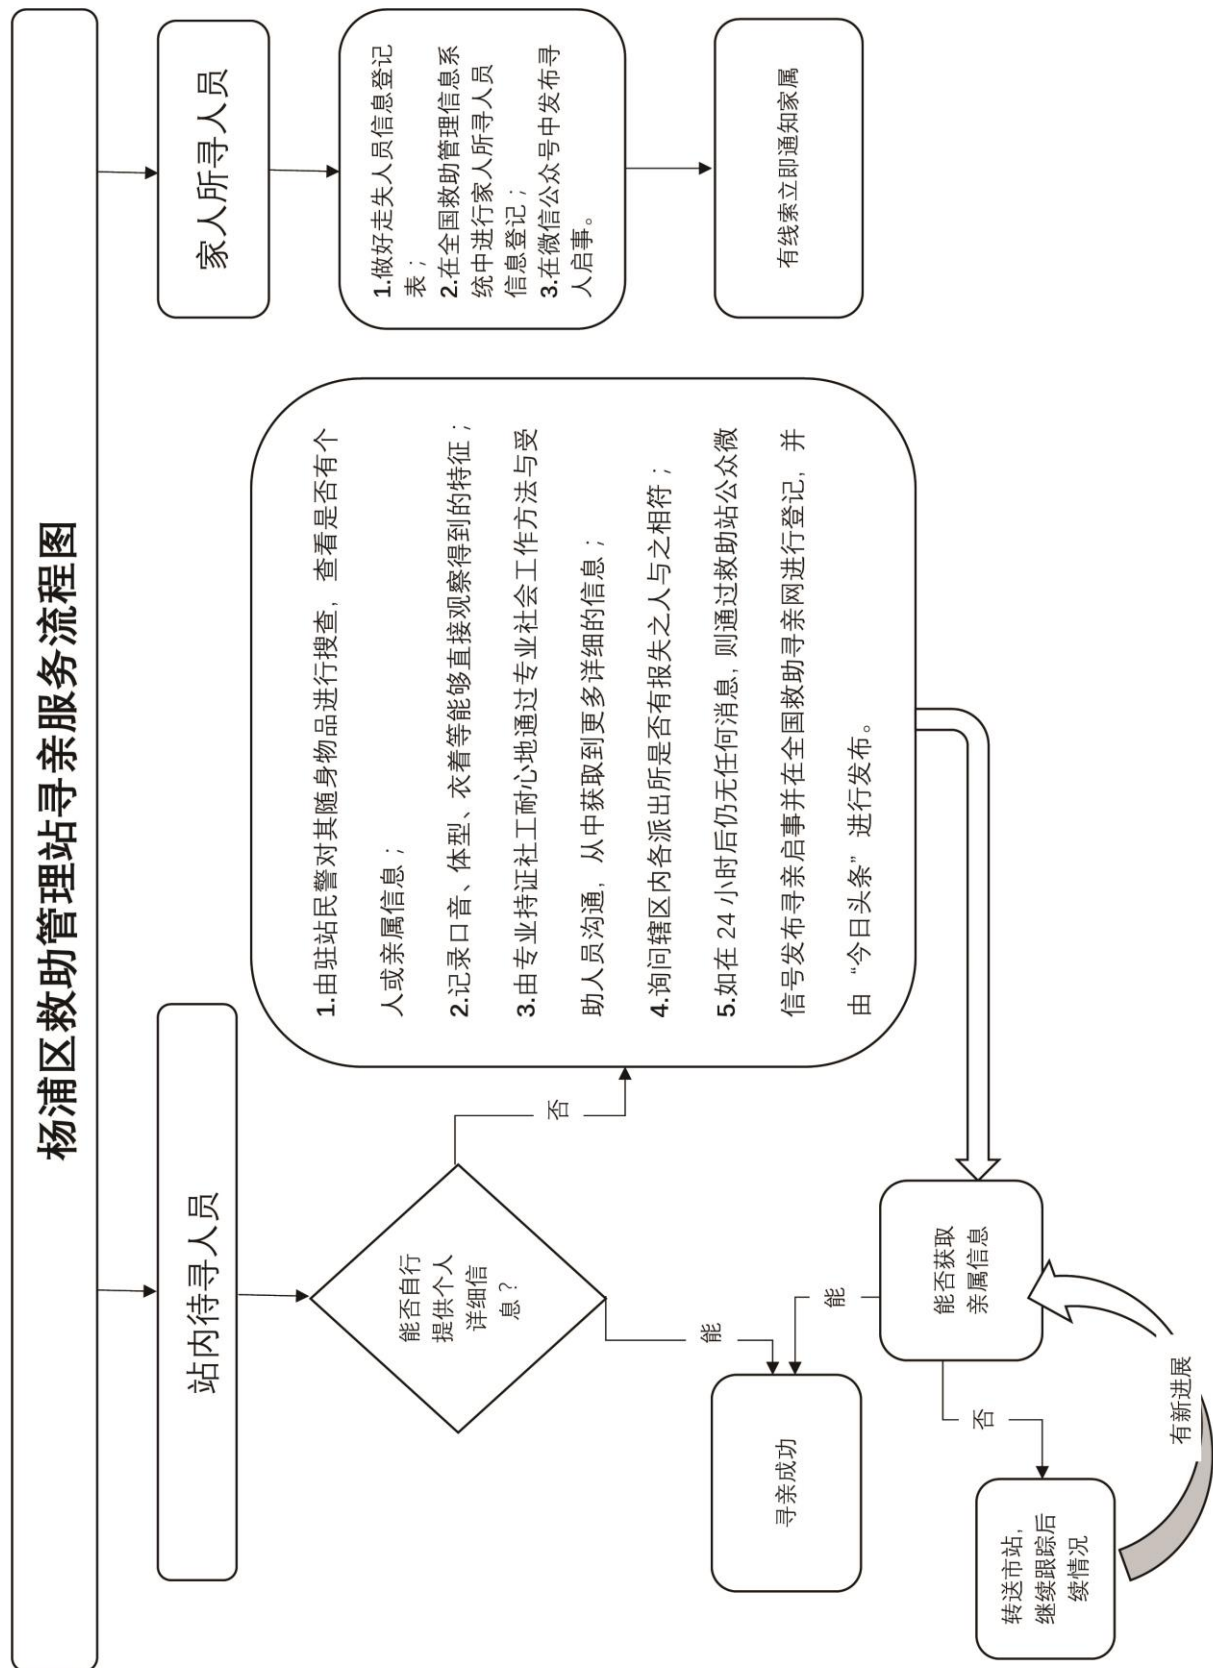 杨浦区救助管理站寻亲服务流程图
站内待寻人员
能否自行
提供个人
详细信
息？
能
否
寻亲成功
1.由驻站民警对其随身物品进行搜查，查看是否有个
人或亲属信息；
2.记录口音、体型、衣着等能够直接观察得到的特征；
3.由专业持证社工耐心地通过专业社会工作方法与受
助人员沟通，从中获取到更多详细的信息；
4.询问辖区内各派出所是否有报失之人与之相符；
5.如在 24 小时后仍无任何消息，则通过救助站公众微
信号发布寻亲启事并在全国救助寻亲网进行登记，并
由“今日头条”进行发布。
能否获取
亲属信息
能
否
转送市站，
继续跟踪后
续情况
有新进展
家人所寻人员
1.做好走失人员信息登记
表；
2.在全国救助管理信息系
统中进行家人所寻人员
信息登记；
3.在微信公众号中发布寻
人启事。
有线索立即通知家属